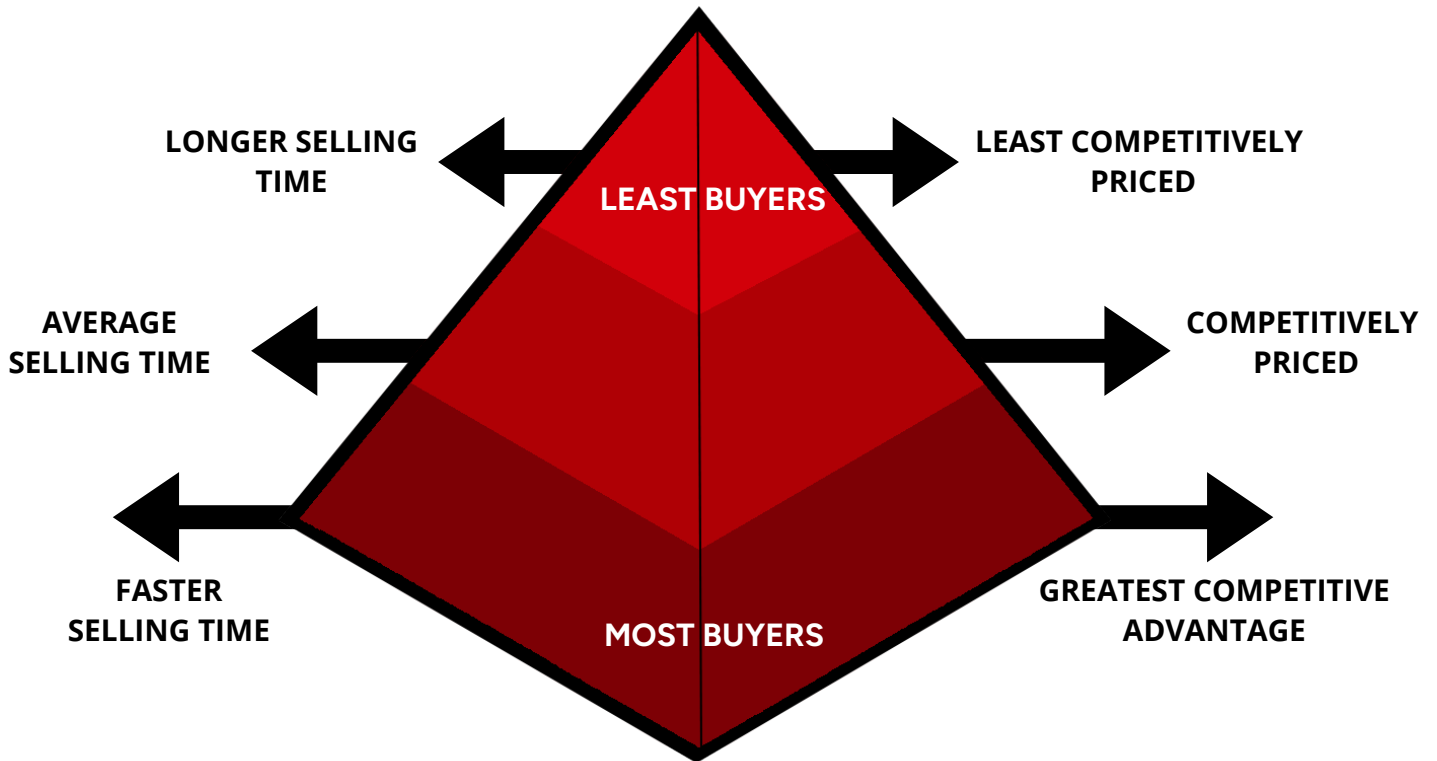 LONGER SELLING
TIME
LEAST COMPETITIVELY
PRICED
LEAST BUYERS
AVERAGE
SELLING TIME
COMPETITIVELY
PRICED
FASTER
SELLING TIME
GREATEST COMPETITIVE
ADVANTAGE
MOST BUYERS